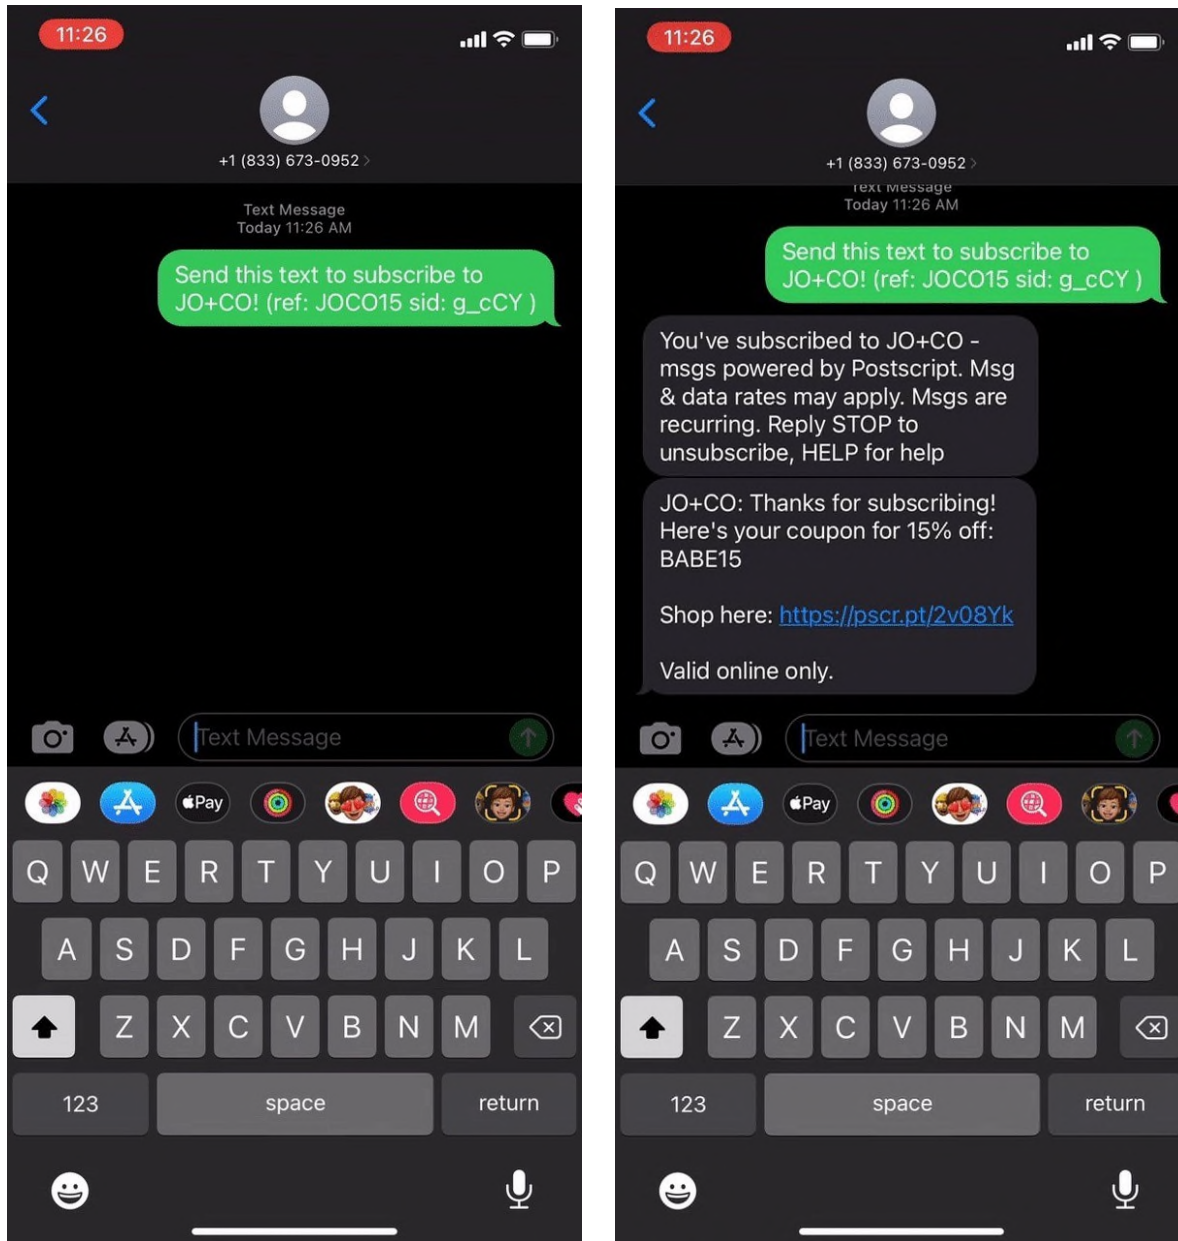 11:26
+1 (833) 673-0952
Text Message
Today 11:26 AM
Send this text to subscribe to
JO+CO! (ref: JOCO15 sid: g_cCY )
Text Message
Pay
Q W E R T Y U I O P
A S D F G H J K L
Z X C V B N M
123 space return
11:26
+1 (833) 673-0952
Text Message
Today 11:26 AM
Send this text to subscribe to
JO+CO! (ref: JOCO15 sid: g_cCY )
You've subscribed to JO+CO -
msgs powered by Postscript. Msg
& data rates may apply. Msgs are
recurring. Reply STOP to
unsubscribe, HELP for help
JO+CO: Thanks for subscribing!
Here's your coupon for 15% off:
BABE15
Shop here: https://pscr.pt/2v08Yk
Valid online only.
Text Message
Pay
Q W E R T Y U I O P
A S D F G H J K L
Z X C V B N M
123 space return